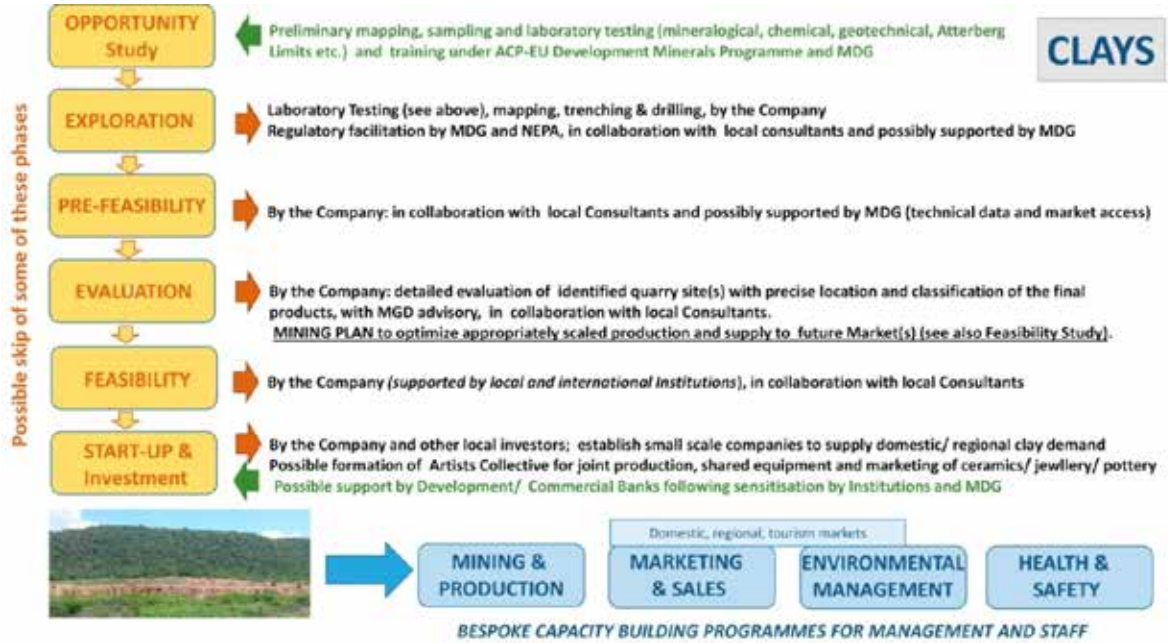 OPPORTUNITY
Study
Preliminary mapping, sampling and laboratory testing (mineralogical, chemical, geotechnical, Atterberg
Limits etc.) and training under ACP-EU Development Minerals Programme and MDG
CLAYS
Possible skip of some of these phases
EXPLORATION
Laboratory Testing (see above), mapping, trenching & drilling, by the Company
Regulatory facilitation by MDG and NEPA, in collaboration with local consultants and possibly supported by MDG
PRE-FEASIBILITY
By the Company: in collaboration with local Consultants and possibly supported by MDG (technical data and market access)
EVALUATION
By the Company: detailed evaluation of identified quarry site(s) with precise location and classification of the final
products, with MGD advisory, in collaboration with local Consultants.
MINING PLAN to optimize appropriately scaled production and supply to future Market(s) (see also Feasibility Study).
FEASIBILITY
By the Company (supported by local and international Institutions), in collaboration with local Consultants
START-UP &
Investment
By the Company and other local investors; establish small scale companies to supply domestic/ regional clay demand
Possible formation of Artists Collective for joint production, shared equipment and marketing of ceramics/ jewllery/ pottery
Possible support by Development/ Commercial Banks following sensitisation by Institutions and MDG
Domestic, regional, tourism markets
MINING &
PRODUCTION
MARKETING
& SALES
ENVIRONMENTAL
MANAGEMENT
HEALTH &
SAFETY
BESPOKE CAPACITY BUILDING PROGRAMMES FOR MANAGEMENT AND STAFF